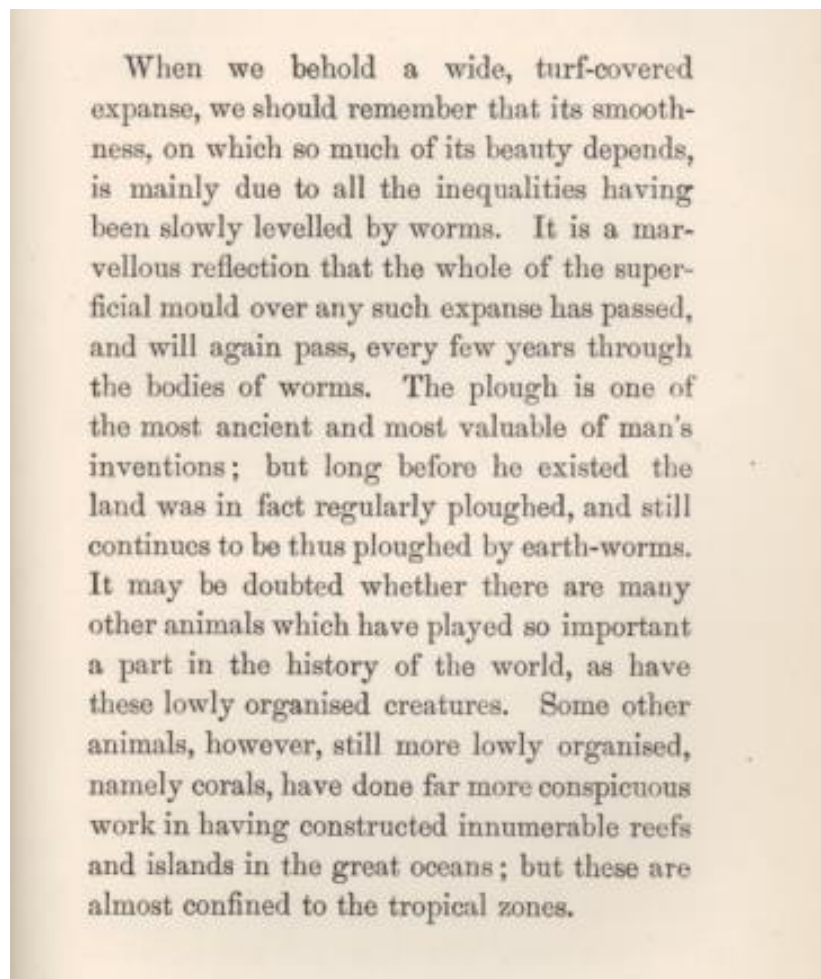 When we behold a wide, turf-covered
expanse, we should remember that its smooth-
ness, on which so much of its beauty depends,
is mainly due to all the inequalities having
been slowly levelled by worms. It is a mar-
vellous reflection that the whole of the super-
ficial mould over any such expanse has passed,
and will again pass, every few years through
the bodies of worms. The plough is one of
the most ancient and most valuable of man's
inventions; but long before he existed the
land was in fact regularly ploughed, and still
continues to be thus ploughed by earth-worms.
It may be doubted whether there are many
other animals which have played so important
a part in the history of the world, as have
these lowly organised creatures. Some other
animals, however, still more lowly organised,
namely corals, have done far more conspicuous
work in having constructed innumerable reefs
and islands in the great oceans; but these are
almost confined to the tropical zones.